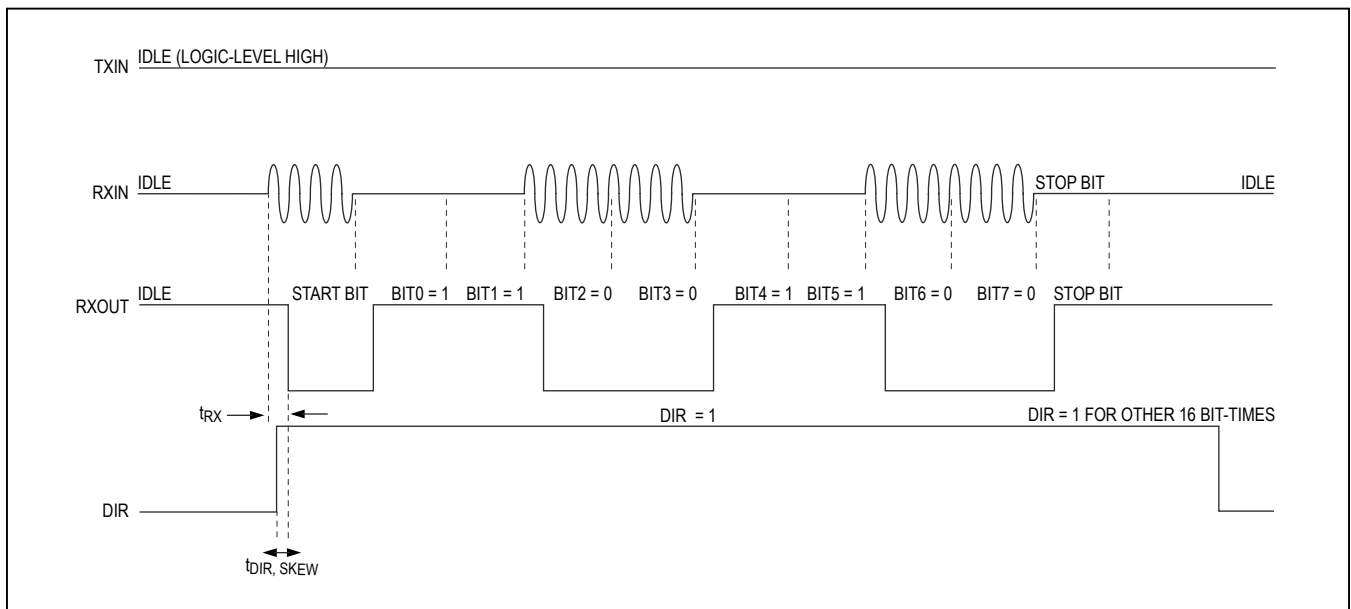 TXIN IDLE (LOGIC-LEVEL HIGH)
RXIN IDLE STOP BIT IDLE
RXOUT IDLE START BIT BIT0 = 1 BIT1 = 1 BIT2 = 0 BIT3 = 0 BIT4 = 1 BIT5 = 1 BIT6 = 0 BIT7 = 0 STOP BIT
tRX
DIR = 1 DIR = 1 FOR OTHER 16 BIT-TIMES
DIR
tDIR, SKEW